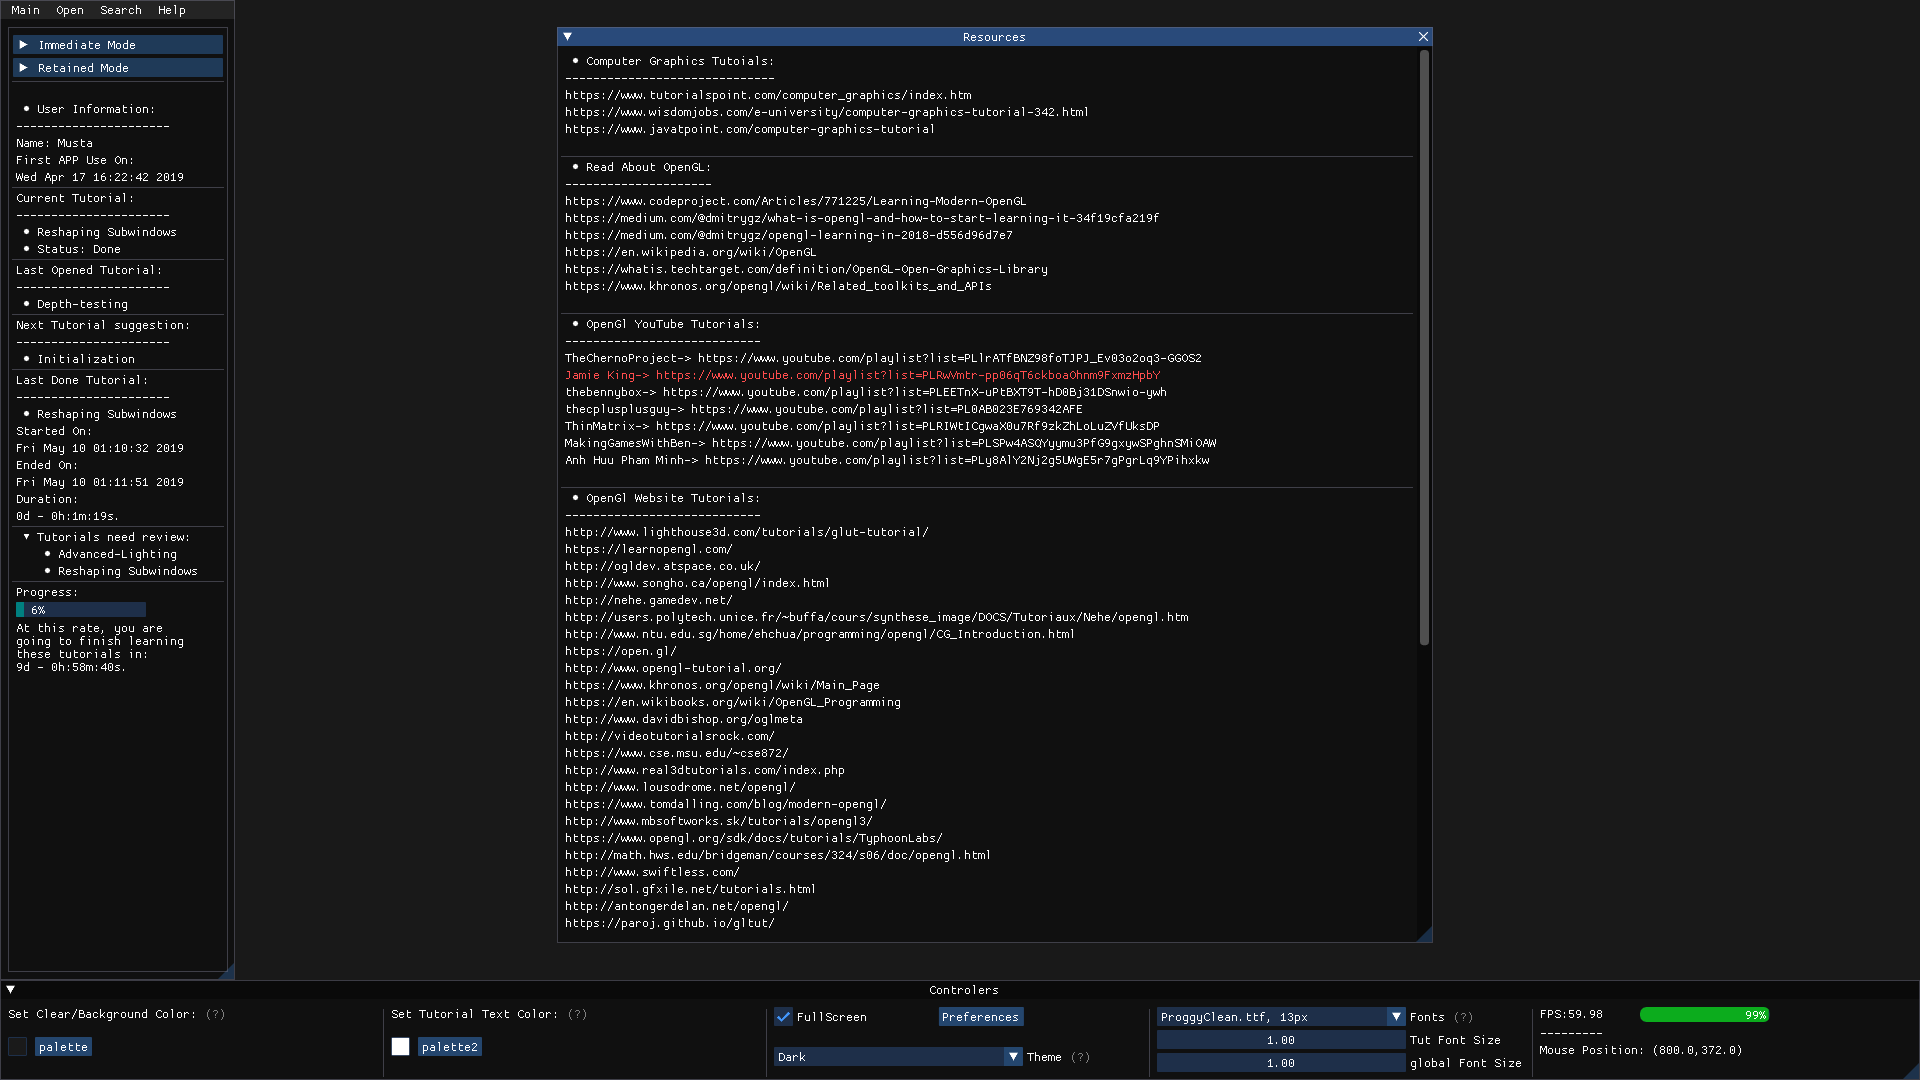 Main Open Search Help
Immediate Mode
Retained Mode
User Information:
----------------------
Name: Musta
First APP Use On:
Wed Apr 17 16:22:42 2019
Current Tutorial:
----------------------
Reshaping Subwindows
Status: Done
Last Opened Tutorial:
----------------------
Depth-testing
Next Tutorial suggestion:
----------------------
Initialization
Last Done Tutorial:
----------------------
Reshaping Subwindows
Started On:
Fri May 10 01:10:32 2019
Ended On:
Fri May 10 01:11:51 2019
Duration:
0d - 0h:1m:19s.
Tutorials need review:
Advanced-Lighting
Reshaping Subwindows
Progress:
6%
At this rate, you are
going to finish learning
these tutorials in:
9d - 0h:58m:40s.
Resources
Computer Graphics Tutoials:
------------------------------
https://www.tutorialspoint.com/computer_graphics/index.htm
https://www.wisdomjobs.com/e-university/computer-graphics-tutorial-342.html
https://www.javatpoint.com/computer-graphics-tutorial
Read About OpenGL:
---------------------
https://www.codeproject.com/Articles/771225/Learning-Modern-OpenGL
https://medium.com/@dmitrygz/what-is-opengl-and-how-to-start-learning-it-34f19cfa219f
https://medium.com/@dmitrygz/opengl-learning-in-2018-d556d96d7e7
https://en.wikipedia.org/wiki/OpenGL
https://whatis.techtarget.com/definition/OpenGL-Open-Graphics-Library
https://www.khronos.org/opengl/wiki/Related_toolkits_and_APIs
OpenGl YouTube Tutorials:
----------------------------
TheChernoProject-> https://www.youtube.com/playlist?list=PLlrATfBNZ98foTJPJ_Ev03o2oq3-GGOS2
Jamie King-> https://www.youtube.com/playlist?list=PLRwVmtr-pp06qT6ckboaOhnm9FxmzHpbY
thebennybox-> https://www.youtube.com/playlist?list=PLEETnX-uPtBXT9T-hD0Bj31DSnwio-ywh
thecplusplusguy-> https://www.youtube.com/playlist?list=PL0AB023E769342AFE
ThinMatrix-> https://www.youtube.com/playlist?list=PLRIWtICgwaX0u7Rf9zkZhLoLuZVfUksDP
MakingGamesWithBen-> https://www.youtube.com/playlist?list=PLSPw4ASQYyymu3PfG9gxywSPghnSMiOAW
Anh Huu Pham Minh-> https://www.youtube.com/playlist?list=PLy8AlY2Nj2g5UWgE5r7gPgrLq9YPihxkw
OpenGl Website Tutorials:
----------------------------
http://www.lighthouse3d.com/tutorials/glut-tutorial/
https://learnopengl.com/
http://ogldev.atspace.co.uk/
http://www.songho.ca/opengl/index.html
http://nehe.gamedev.net/
http://users.polytech.unice.fr/~buffa/cours/synthese_image/DOCS/Tutoriaux/Nehe/opengl.htm
http://www.ntu.edu.sg/home/ehchua/programming/opengl/CG_Introduction.html
https://open.gl/
http://www.opengl-tutorial.org/
https://www.khronos.org/opengl/wiki/Main_Page
https://en.wikibooks.org/wiki/OpenGL_Programming
http://www.davidbishop.org/oglmeta
http://videotutorialsrock.com/
https://www.cse.msu.edu/~cse872/
http://www.real3dtutorials.com/index.php
http://www.lousodrome.net/opengl/
https://www.tomdalling.com/blog/modern-opengl/
http://www.mbsoftworks.sk/tutorials/opengl3/
https://www.opengl.org/sdk/docs/tutorials/TyphoonLabs/
http://math.hws.edu/bridgeman/courses/324/s06/doc/opengl.html
http://www.swiftless.com/
http://sol.gfxile.net/tutorials.html
http://antongerdelan.net/opengl/
https://paroj.github.io/gltut/
Controlers
Set Clear/Background Color: (?)
palette
Set Tutorial Text Color: (?)
palette2
FullScreen Preferences
Dark Theme (?)
ProggyClean.ttf, 13px Fonts (?)
1.00 Tut Font Size
1.00 global Font Size
FPS:59.98 99%
---------
Mouse Position: (800.0,372.0)